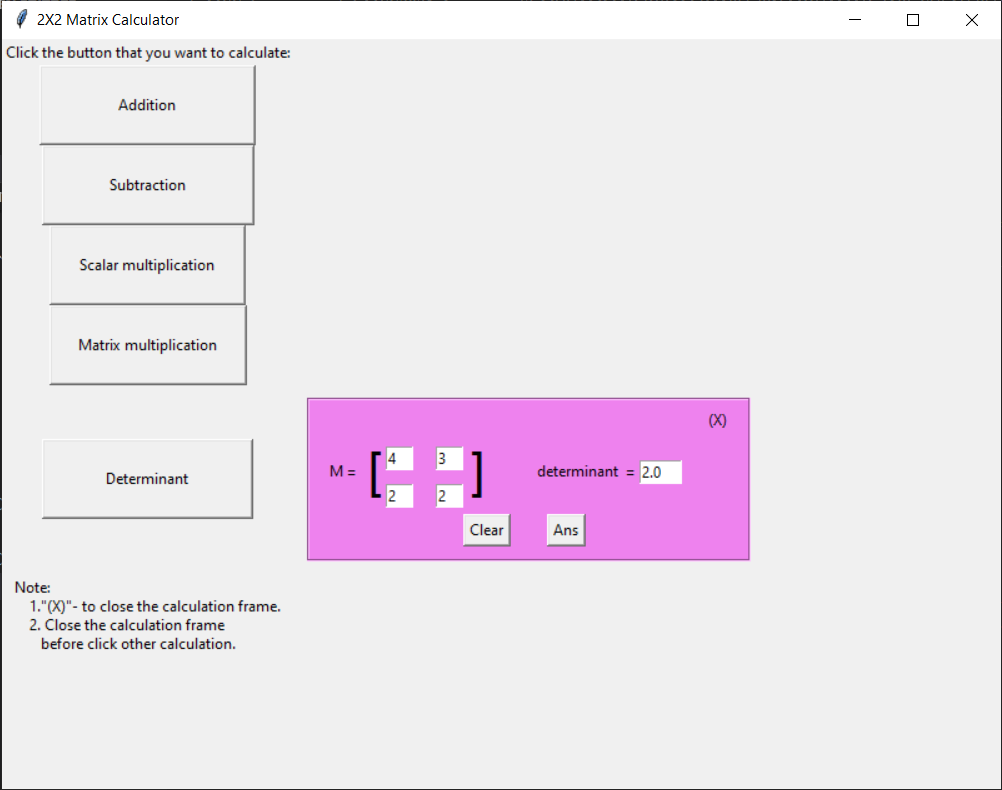 2X2 Matrix Calculator
Click the button that you want to calculate:
Addition
Subtraction
Scalar multiplication
Matrix multiplication
Determinant
(X)
M = [ 4 3 ] determinant = 2.0
2 2
Clear Ans
Note:
1."(X)"- to close the calculation frame.
2. Close the calculation frame
before click other calculation.